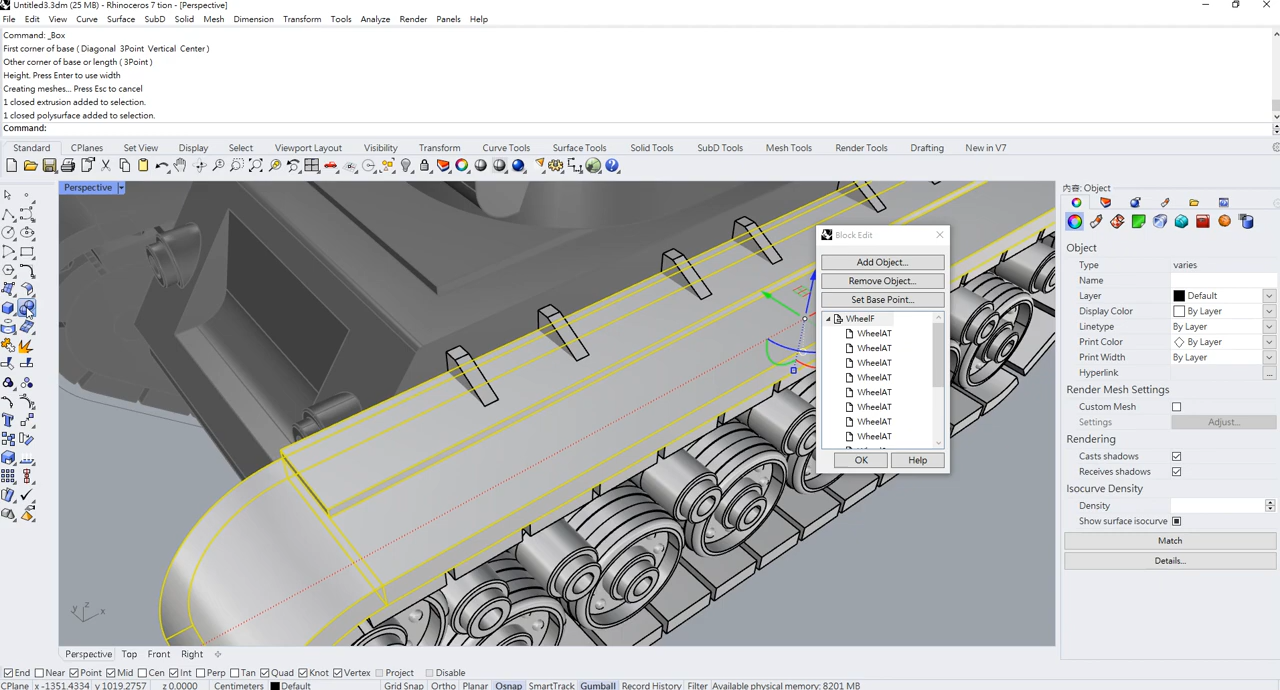 Untitled3.3dm (25 MB) - Rhinoceros 7 tion - [Perspective]
File Edit View Curve Surface SubD Solid Mesh Dimension Transform Tools Analyze Render Panels Help
Command: _Box
First corner of base ( Diagonal 3Point Vertical Center )
Other corner of base or length ( 3Point )
Height. Press Enter to use width
Creating meshes... Press Esc to cancel
1 closed extrusion added to selection.
1 closed polysurface added to selection.
Command:
Standard CPlanes Set View Display Select Viewport Layout Visibility Transform Curve Tools Surface Tools Solid Tools SubD Tools Mesh Tools Render Tools Drafting New in V7
Perspective
Block Edit
Add Object...
Remove Object...
Set Base Point...
WheelF
WheelAT
WheelAT
WheelAT
WheelAT
WheelAT
WheelAT
WheelAT
WheelAT
OK Help
內容: Object
Object
Type varies
Name
Layer Default
Display Color By Layer
Linetype By Layer
Print Color By Layer
Print Width By Layer
Hyperlink ...
Render Mesh Settings
Custom Mesh
Settings Adjust...
Rendering
Casts shadows
Receives shadows
Isocurve Density
Density
Show surface isocurve
Match
Details...
z
y x
Perspective Top Front Right
End Near Point Mid Cen Int Perp Tan Quad Knot Vertex Project Disable
CPlane x -1351.4334 y 1019.2757 z 0.0000 Centimeters Default Grid Snap Ortho Planar Osnap SmartTrack Gumball Record History Filter Available physical memory: 8201 MB